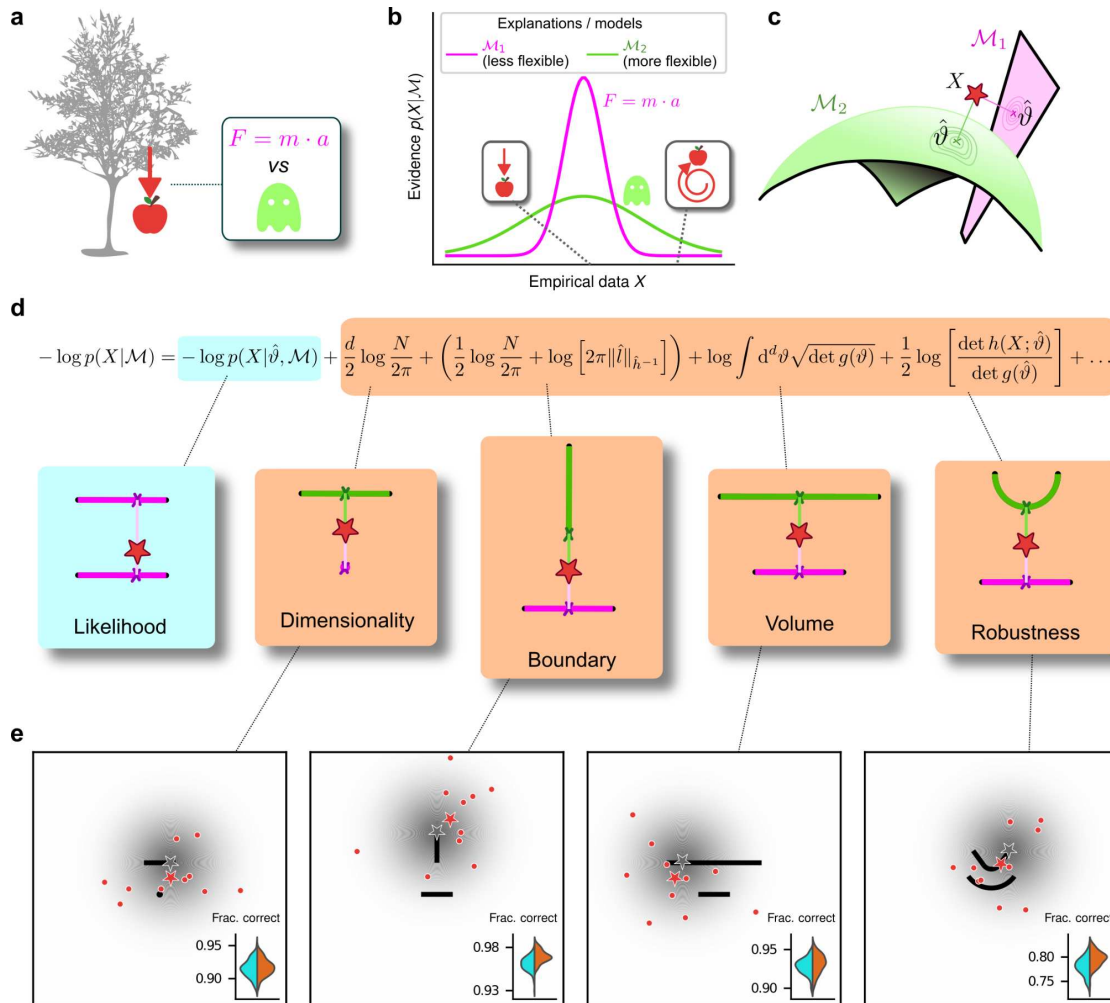 a
F = m · a
vs
b
Explanations / models
ℳ₁
(less flexible)
ℳ₂
(more flexible)
F = m · a
Evidence p(X|ℳ)
Empirical data X
c
ℳ₁
X
ℳ₂
ϑ̂
ϑ̂
d
− log p(X|ℳ) = − log p(X|ϑ̂, ℳ) + d/2 log N/2π + (1/2 log N/2π + log [2π‖l̂‖_ĥ⁻¹]) + log ∫ dᵈϑ √det g(ϑ) + 1/2 log [det h(X; ϑ̂)/det g(ϑ̂)] + ...
Likelihood
Dimensionality
Boundary
Volume
Robustness
e
Frac. correct
0.95
0.90
Frac. correct
0.98
0.93
Frac. correct
0.95
0.90
Frac. correct
0.80
0.75